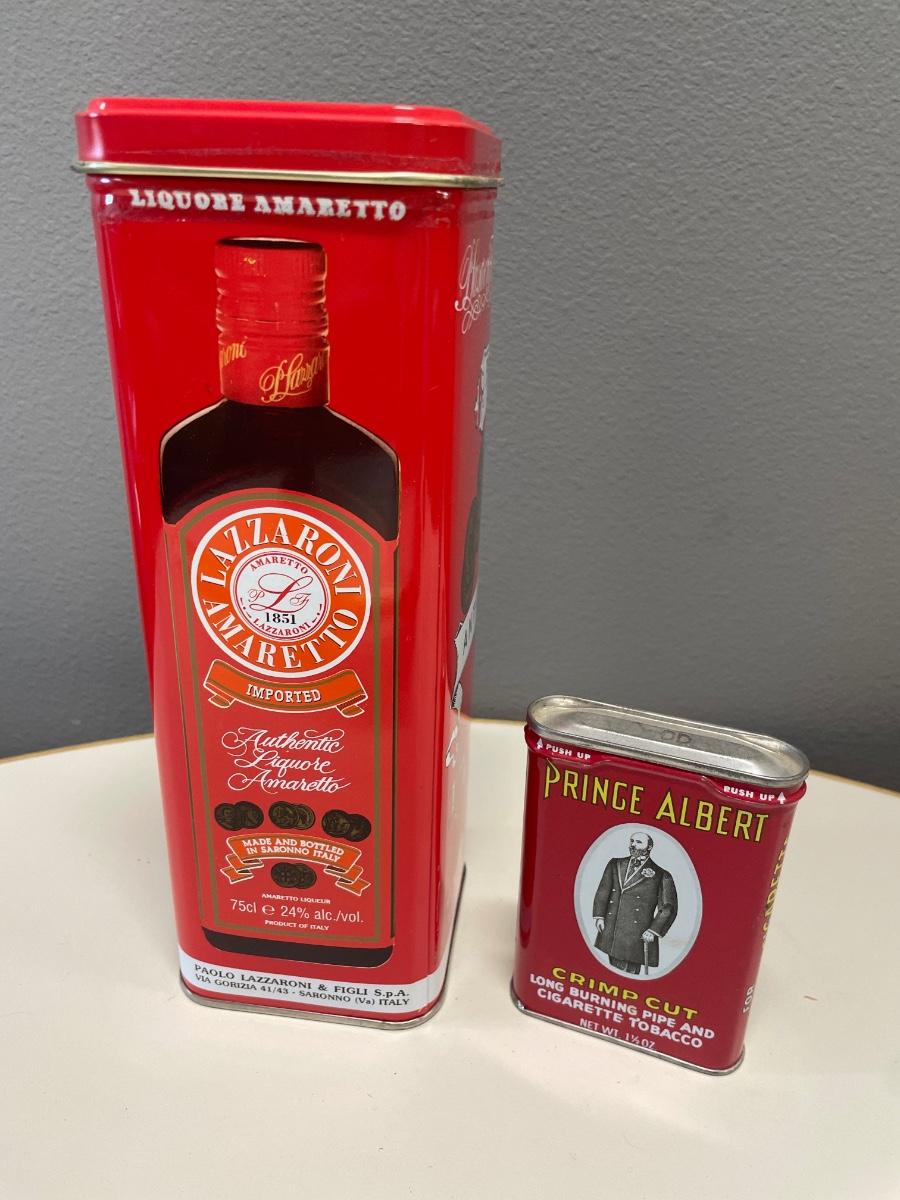 LIQUORE AMARETTO
LAZZARONI
AMARETTO
AMARETTO
P L F
1851
LAZZARONI
IMPORTED
Authentic
Liquore
Amaretto
MADE AND BOTTLED
IN SARONNO ITALY
AMARETTO LIQUEUR
75cl e 24% alc./vol.
PRODUCT OF ITALY
PAOLO LAZZARONI & FIGLI S.p.A.
VIA GORIZIA 41/43 - SARONNO (Va) ITALY
PUSH UP
PUSH UP
PRINCE ALBERT
CRIMP CUT
LONG BURNING PIPE AND
CIGARETTE TOBACCO
NET WT. 1½ OZ.
FOR